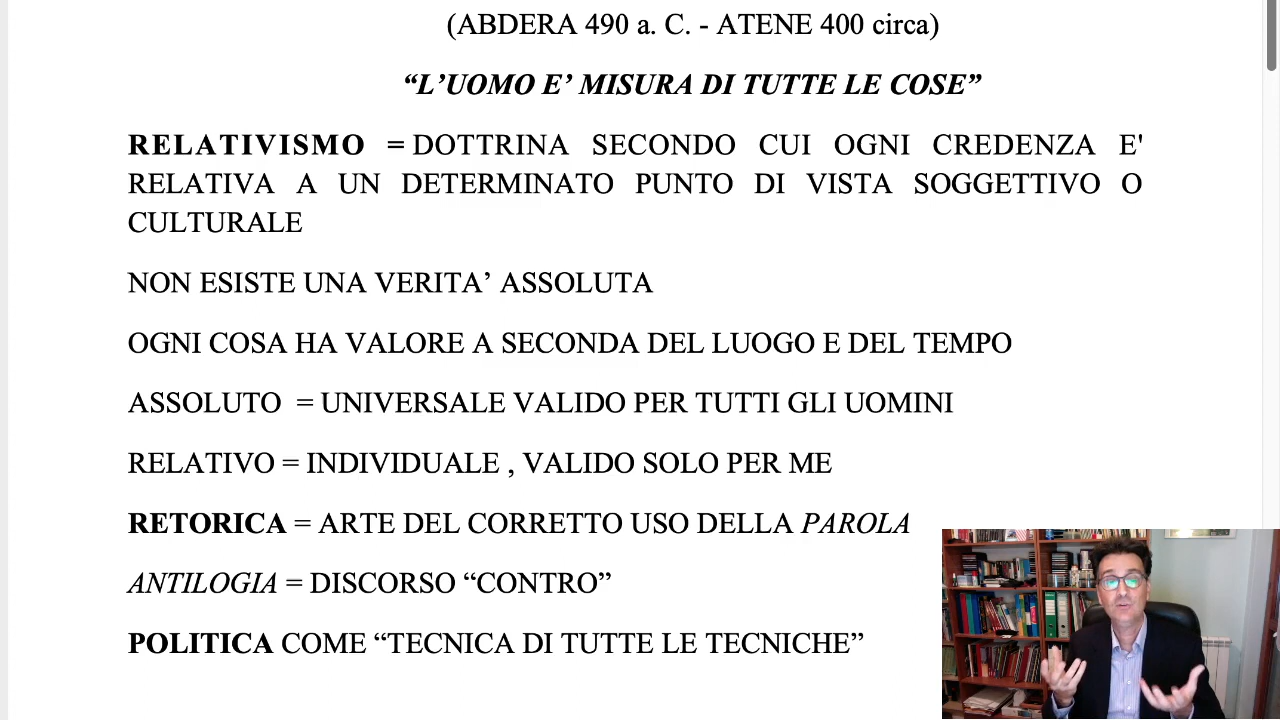 (ABDERA 490 a. C. - ATENE 400 circa)
“L’UOMO E’ MISURA DI TUTTE LE COSE”
RELATIVISMO = DOTTRINA SECONDO CUI OGNI CREDENZA E'
RELATIVA A UN DETERMINATO PUNTO DI VISTA SOGGETTIVO O
CULTURALE
NON ESISTE UNA VERITA’ ASSOLUTA
OGNI COSA HA VALORE A SECONDA DEL LUOGO E DEL TEMPO
ASSOLUTO = UNIVERSALE VALIDO PER TUTTI GLI UOMINI
RELATIVO = INDIVIDUALE , VALIDO SOLO PER ME
RETORICA = ARTE DEL CORRETTO USO DELLA PAROLA
ANTILOGIA = DISCORSO “CONTRO”
POLITICA COME “TECNICA DI TUTTE LE TECNICHE”